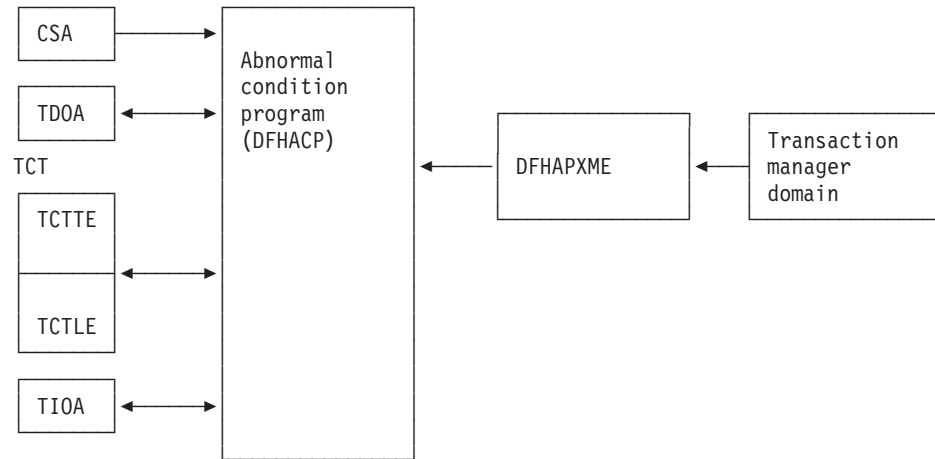 CSA
TDOA
TCT
TCTTE
TCTLE
TIOA
Abnormal
condition
program
(DFHACP)
DFHAPXME
Transaction
manager
domain